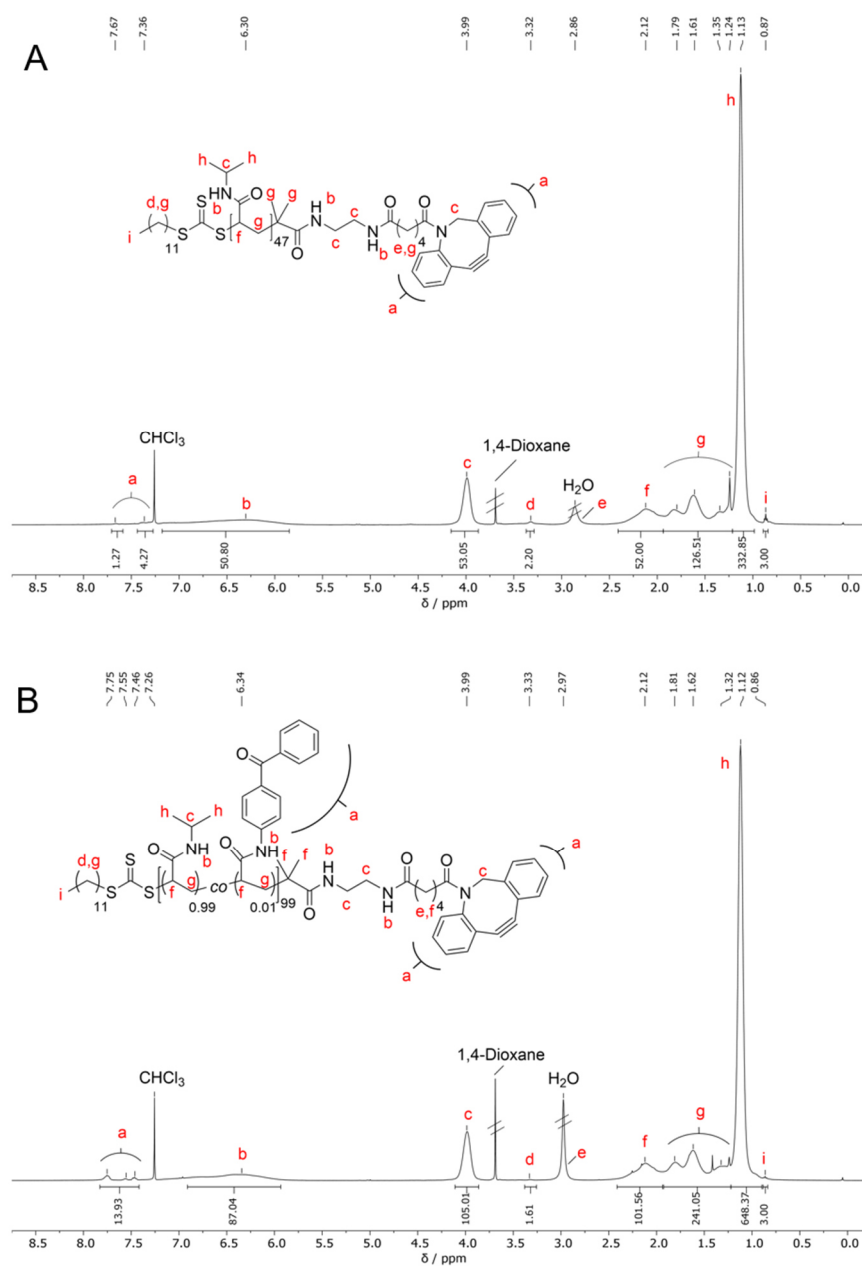 7.67 7.36 6.30 3.99 3.32 2.86 2.12 1.79 1.61 1.35 1.24 1.13 0.87
A
h
h c h
HN O
b
d,g S g g H b O O c a
i 11 S S f g 47 O N c c N H b e,g 4 N
a
CHCl3
1,4-Dioxane
a b c d H2O e f g i
1.27 4.27 50.80 53.05 2.20 52.00 126.51 332.85 3.00
8.5 8.0 7.5 7.0 6.5 6.0 5.5 5.0 4.5 4.0 3.5 3.0 2.5 2.0 1.5 1.0 0.5 0.0
δ / ppm
7.75 7.55 7.46 7.26 6.34 3.99 3.33 2.97 2.12 1.81 1.62 1.32 1.12 0.86
B
h
O
a
h c h
HN O b O NH
d,g S b f f H b O O c a
i 11 S S f g 0.99 co f g 0.01 99 O N c c N H b e,f 4 N
a
CHCl3
1,4-Dioxane
a b c d H2O e f g i
13.93 87.04 105.01 1.61 101.56 241.05 648.37 3.00
8.5 8.0 7.5 7.0 6.5 6.0 5.5 5.0 4.5 4.0 3.5 3.0 2.5 2.0 1.5 1.0 0.5 0.0
δ / ppm